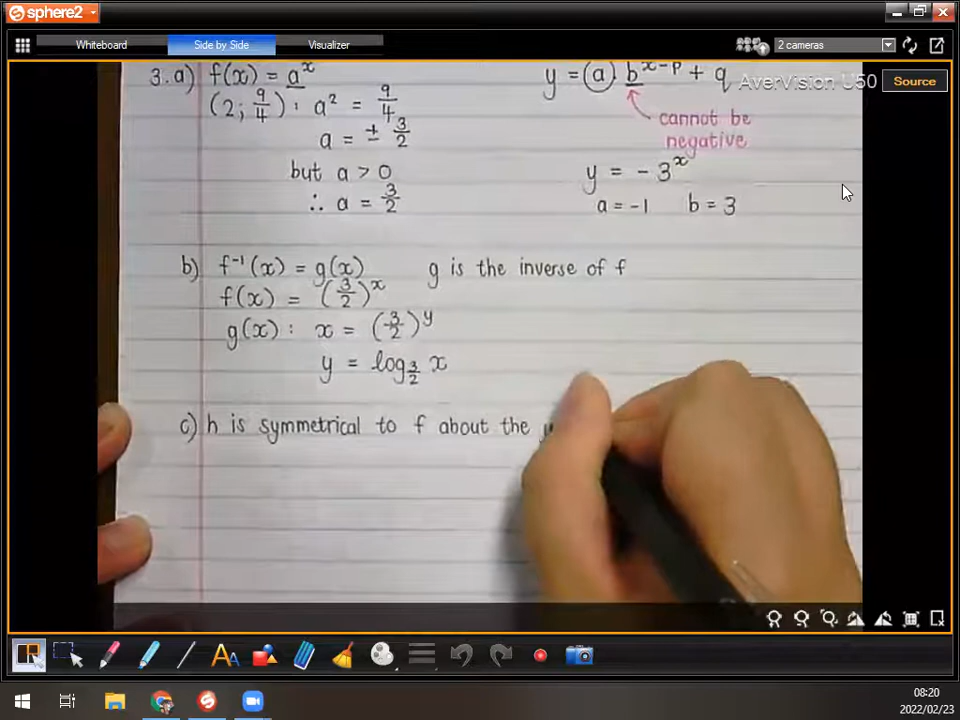 sphere2
Whiteboard
Side by Side
Visualizer
2 cameras
AverVision U50
Source
3.a) f(x) = a^x
(2; 9/4) : a² = 9/4
a = ± 3/2
but a > 0
∴ a = 3/2
y = (a) b^(x-p) + q
cannot be
negative
y = - 3^x
a = -1 b = 3
b) f⁻¹(x) = g(x) g is the inverse of f
f(x) = (3/2)^x
g(x) : x = (3/2)^y
y = log_(3/2) x
c) h is symmetrical to f about the
08:20
2022/02/23